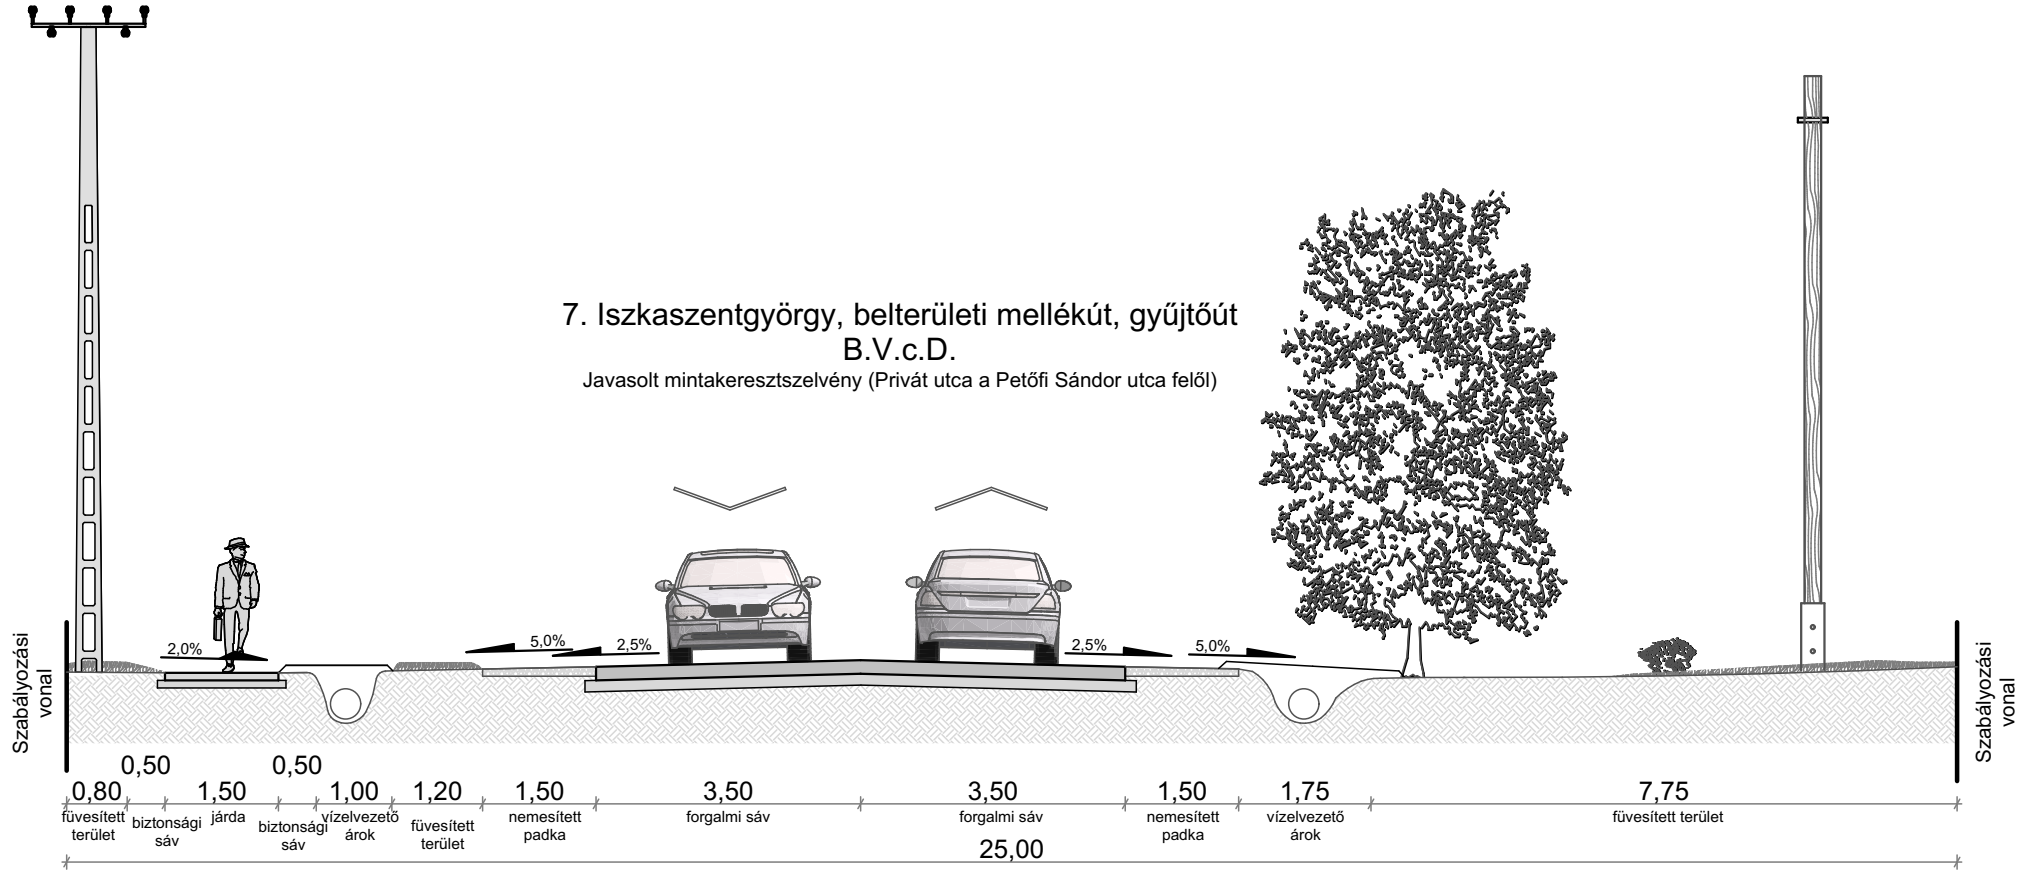 7. Iszkaszentgyörgy, belterületi mellékút, gyűjtőút
B.V.c.D.
Javasolt mintakeresztszelvény (Privát utca a Petőfi Sándor utca felől)
2,0%
5,0%
2,5%
2,5%
5,0%
Szabályozási
vonal
Szabályozási
vonal
0,50
0,50
0,80
1,50
1,00
1,20
1,50
3,50
3,50
1,50
1,75
7,75
füvesített
terület
biztonsági
sáv
járda
biztonsági
sáv
vízelvezető
árok
füvesített
terület
nemesített
padka
forgalmi sáv
forgalmi sáv
nemesített
padka
vízelvezető
árok
füvesített terület
25,00